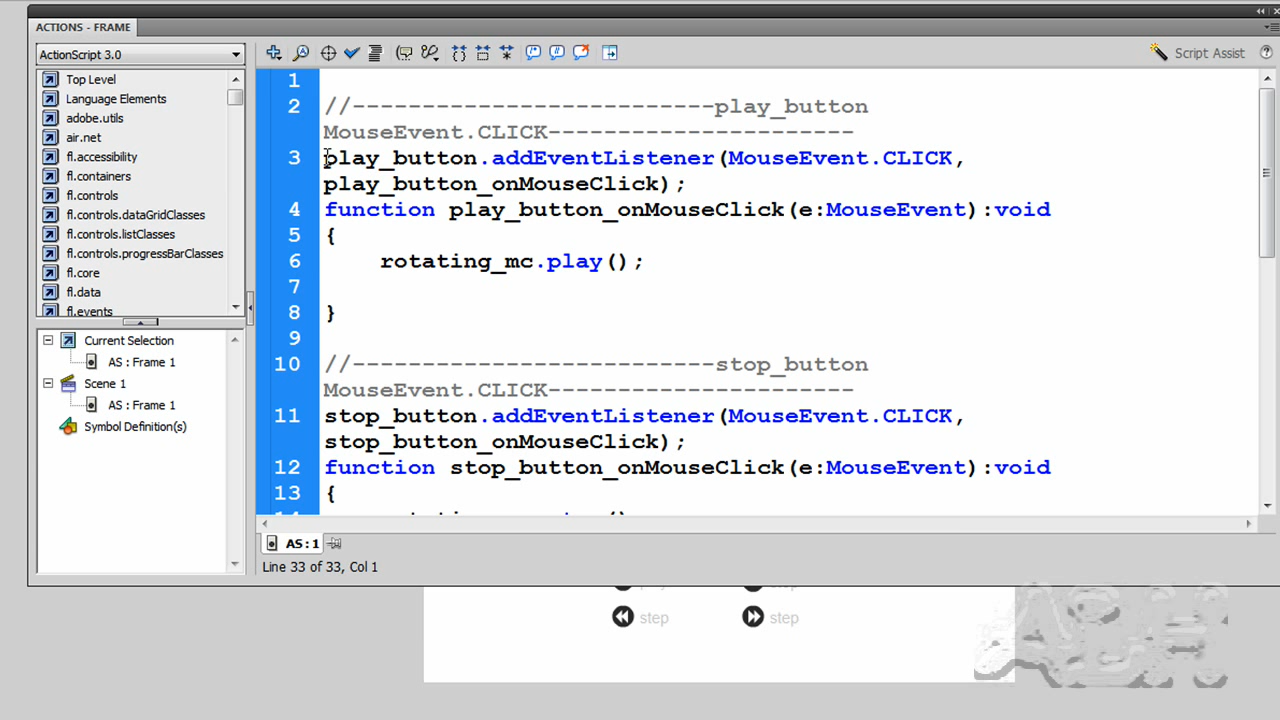 ACTIONS - FRAME
ActionScript 3.0
Script Assist
Top Level
Language Elements
adobe.utils
air.net
fl.accessibility
fl.containers
fl.controls
fl.controls.dataGridClasses
fl.controls.listClasses
fl.controls.progressBarClasses
fl.core
fl.data
fl.events
Current Selection
AS : Frame 1
Scene 1
AS : Frame 1
Symbol Definition(s)
1
2 //--------------------------play_button
MouseEvent.CLICK----------------------
3 play_button.addEventListener(MouseEvent.CLICK,
play_button_onMouseClick);
4 function play_button_onMouseClick(e:MouseEvent):void
5 {
6 rotating_mc.play();
7
8 }
9
10 //--------------------------stop_button
MouseEvent.CLICK----------------------
11 stop_button.addEventListener(MouseEvent.CLICK,
stop_button_onMouseClick);
12 function stop_button_onMouseClick(e:MouseEvent):void
13 {
AS : 1
Line 33 of 33, Col 1
step step